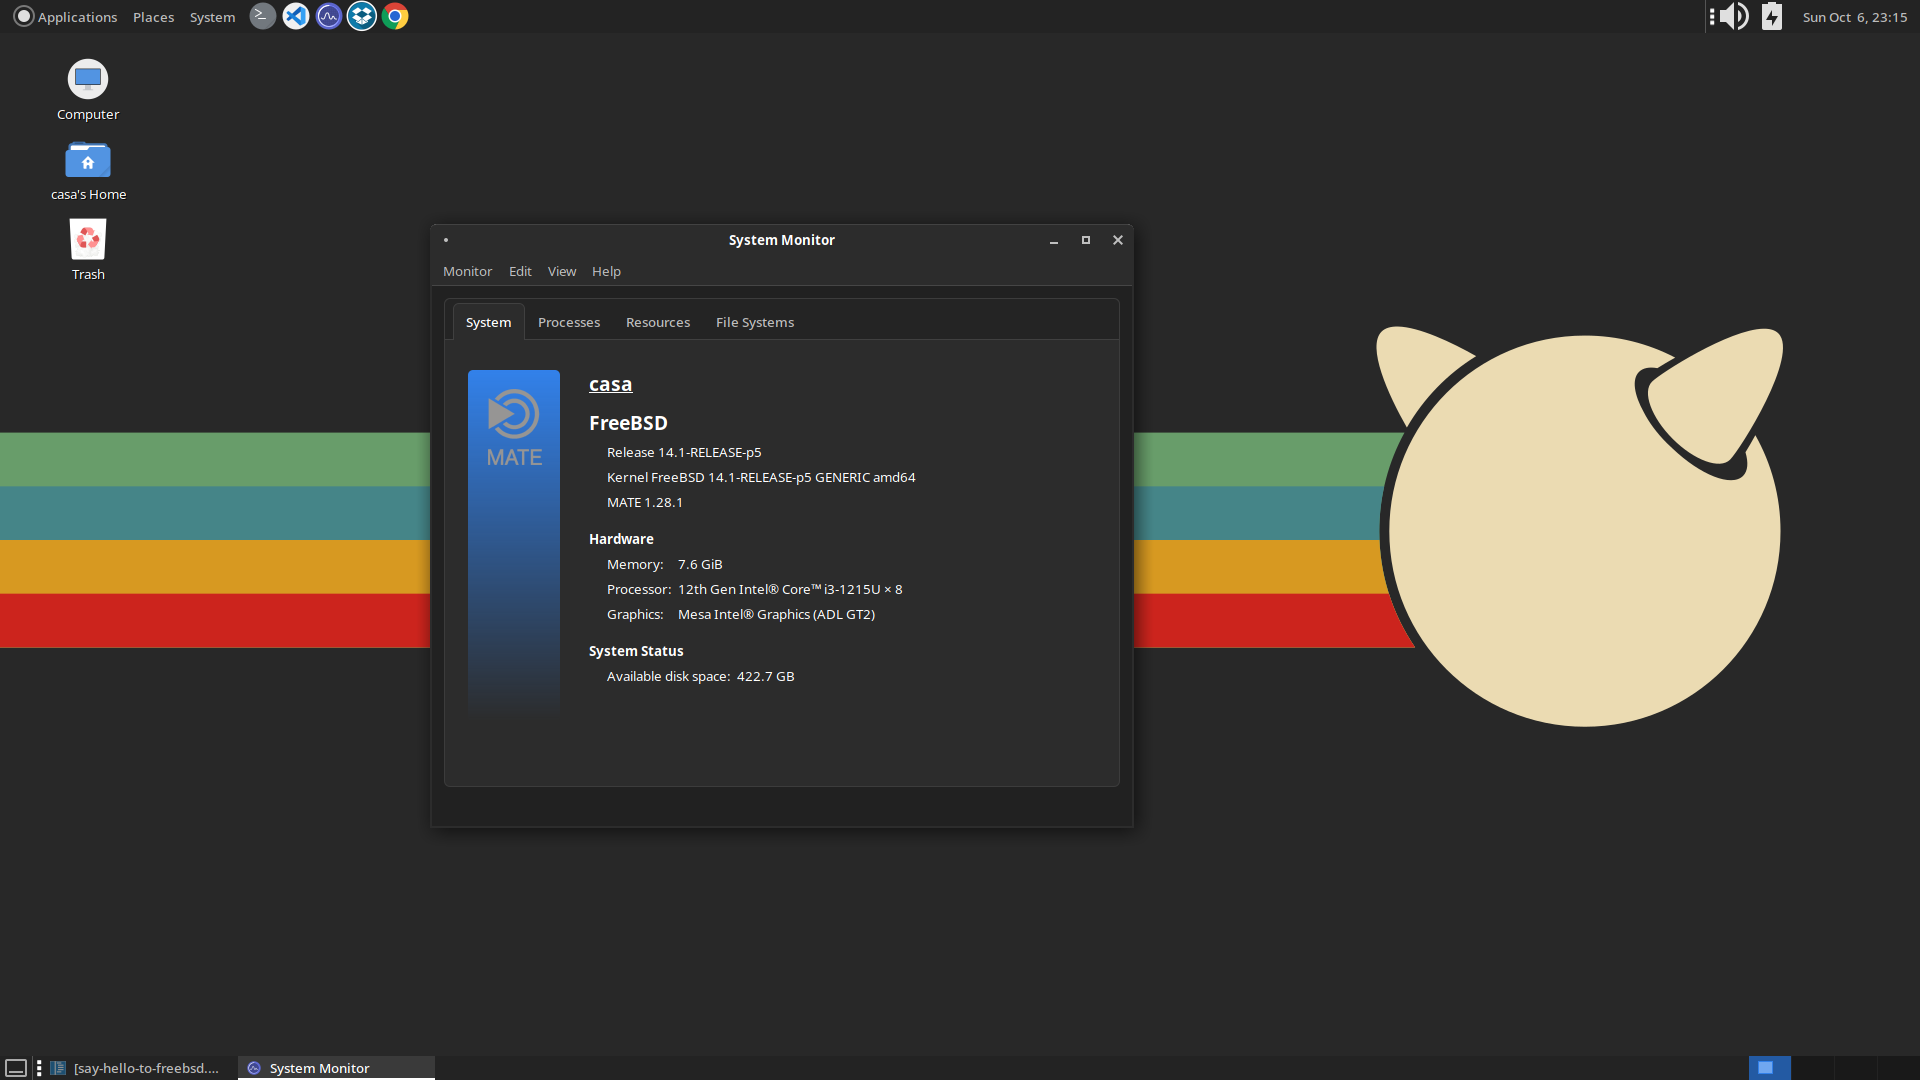 Applications Places System
Sun Oct 6, 23:15
Computer
casa's Home
Trash
System Monitor
Monitor Edit View Help
System Processes Resources File Systems
MATE
casa
FreeBSD
Release 14.1-RELEASE-p5
Kernel FreeBSD 14.1-RELEASE-p5 GENERIC amd64
MATE 1.28.1
Hardware
Memory: 7.6 GiB
Processor: 12th Gen Intel® Core™ i3-1215U × 8
Graphics: Mesa Intel® Graphics (ADL GT2)
System Status
Available disk space: 422.7 GB
[say-hello-to-freebsd....
System Monitor